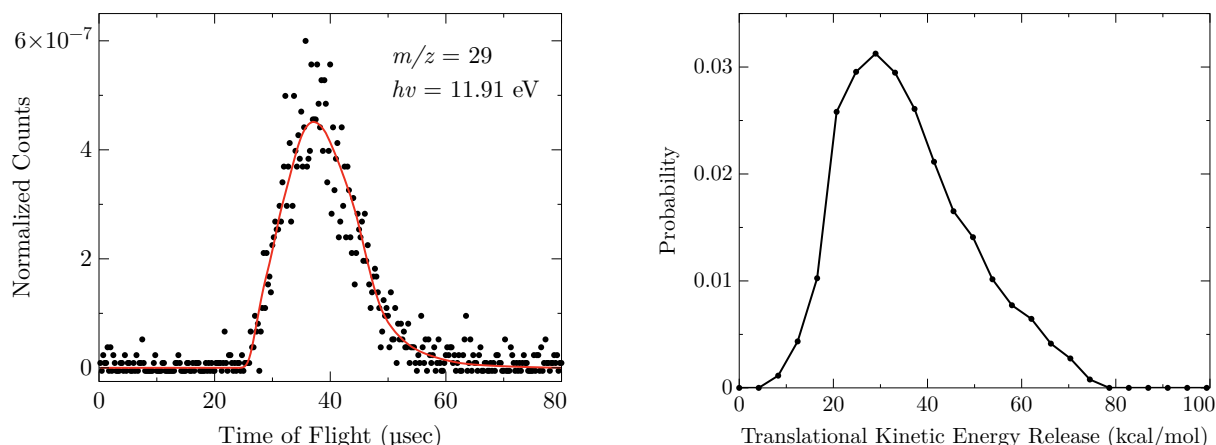 6×10⁻⁷
4
2
0
Normalized Counts
m/z = 29
hν = 11.91 eV
0 20 40 60 80
Time of Flight (µsec)
0.03
0.02
0.01
0
Probability
0 20 40 60 80 100
Translational Kinetic Energy Release (kcal/mol)